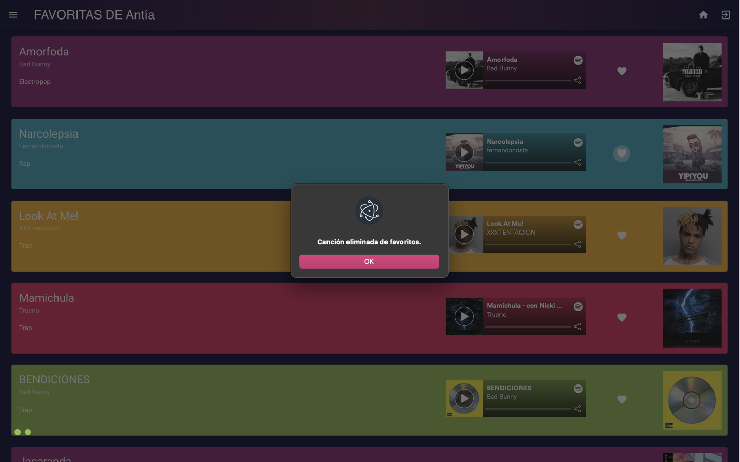 FAVORITAS DE Antia
Amorfoda
Bad Bunny
Electropop
Amorfoda
Bad Bunny
Narcolepsia
fernandocosta
Rap
Narcolepsia
fernandocosta
YIPIYOU
YIPIYOU
Look At Me!
XXXTENTACION
Trap
Look At Me!
XXXTENTACION
Canción eliminada de favoritos.
OK
Mamichula
Trueno
Trap
Mamichula - con Nicki ...
Trueno
BENDICIONES
Bad Bunny
Trap
BENDICIONES
Bad Bunny
Jacaranda